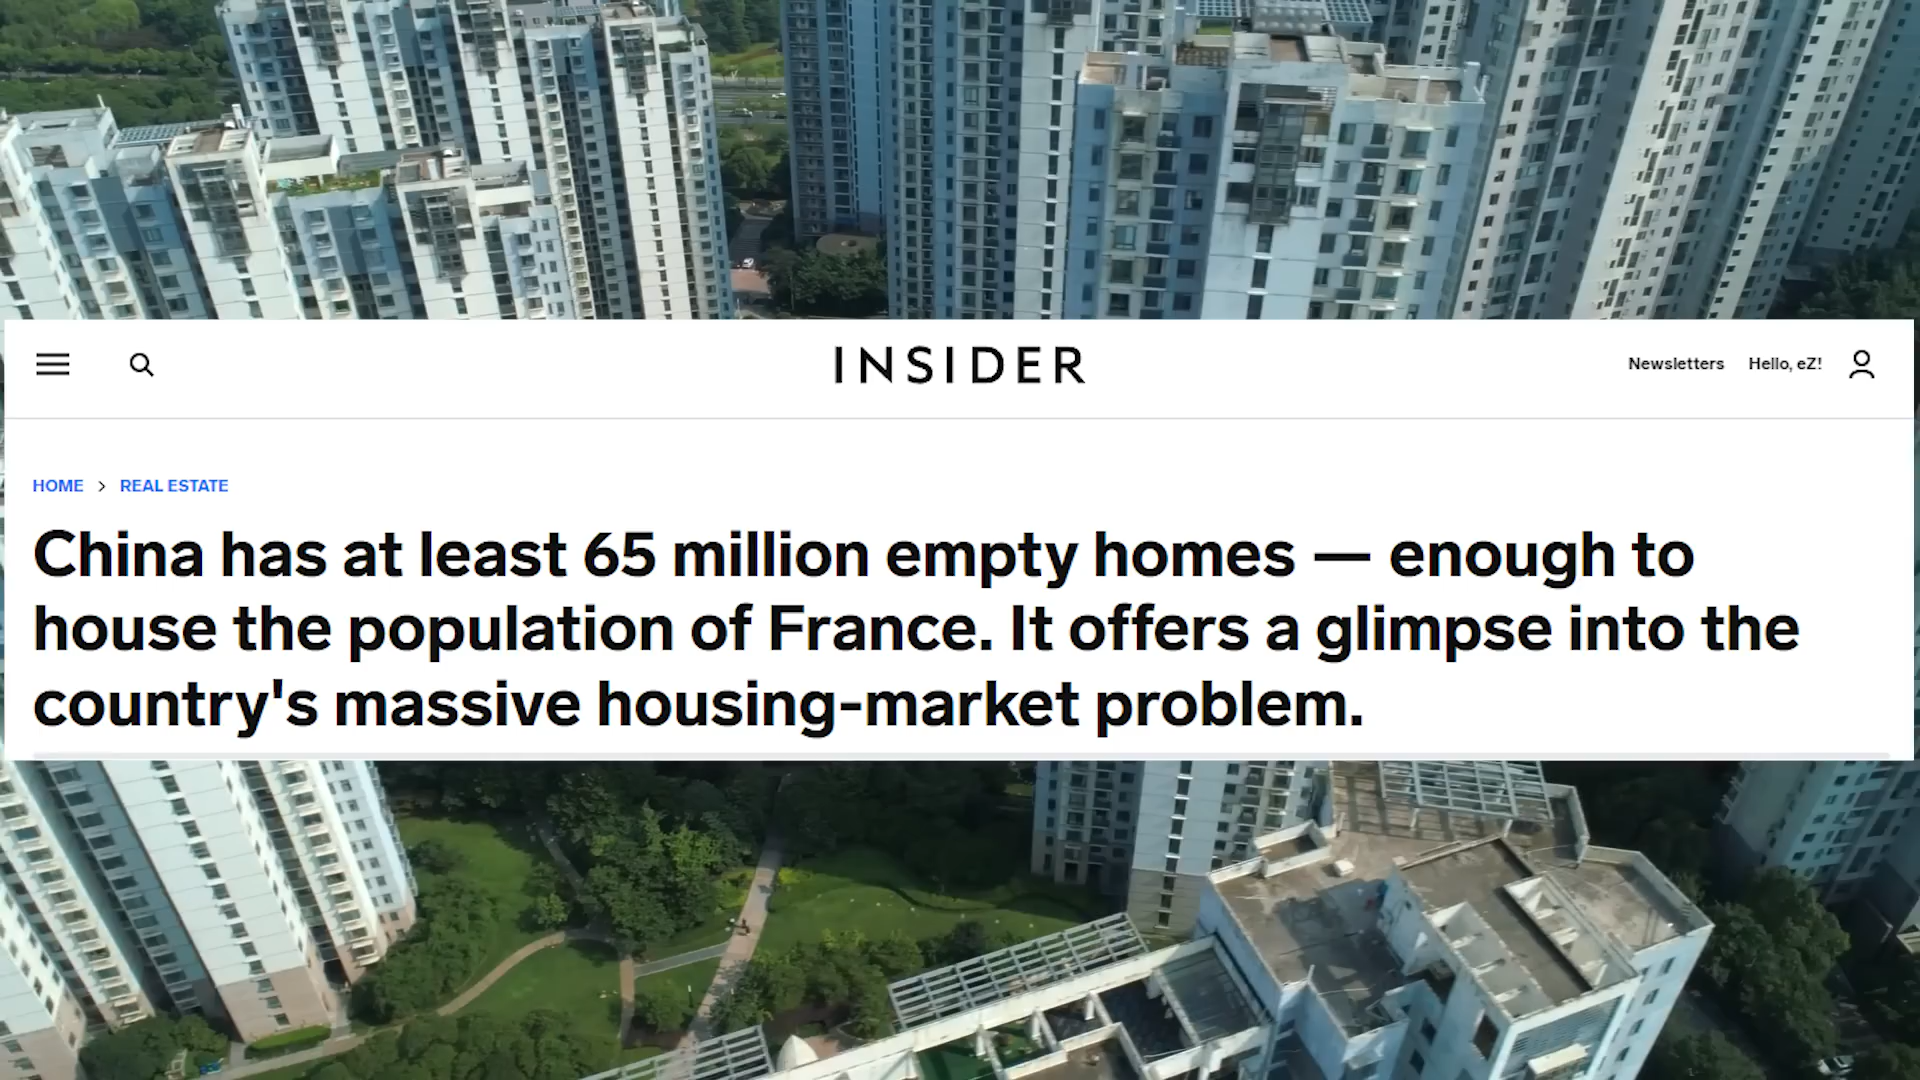 INSIDER
Newsletters Hello, eZ!
HOME > REAL ESTATE
China has at least 65 million empty homes — enough to
house the population of France. It offers a glimpse into the
country's massive housing-market problem.